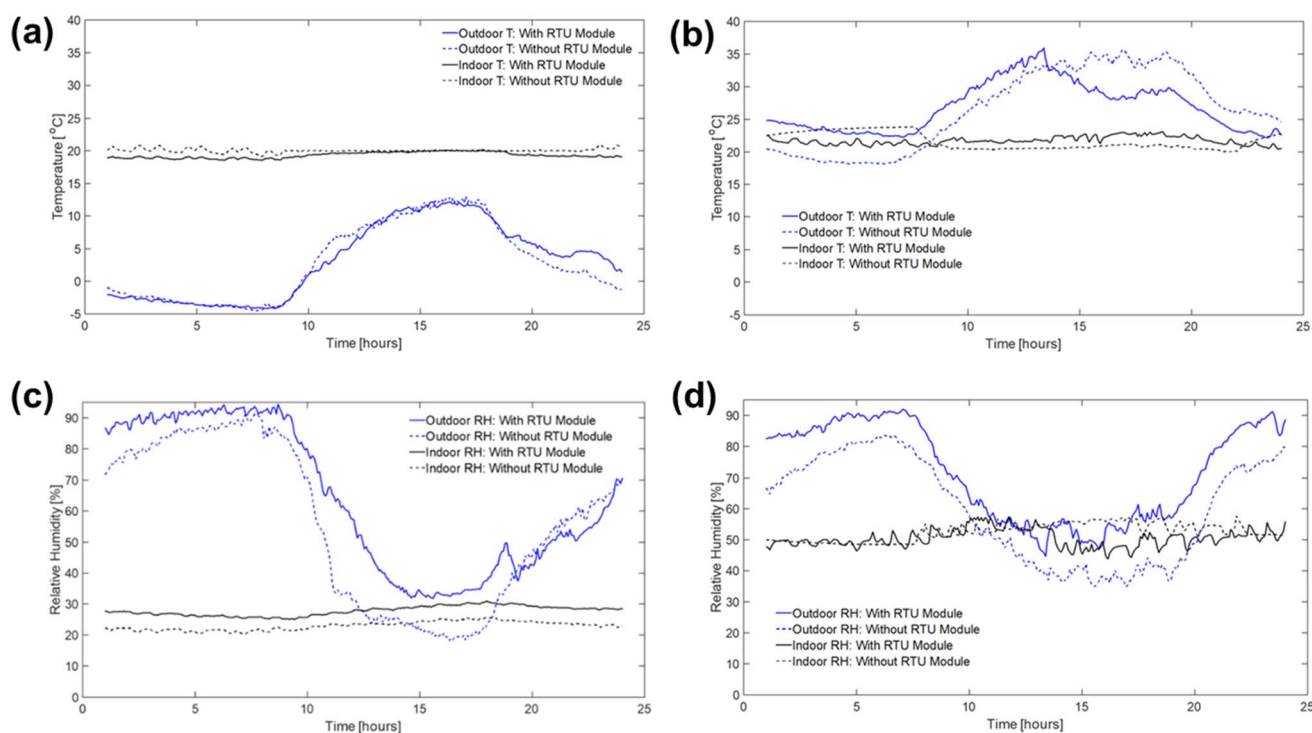 (a)
40
35
30
25
20
15
10
5
0
-5
Temperature [°C]
Outdoor T: With RTU Module
Outdoor T: Without RTU Module
Indoor T: With RTU Module
Indoor T: Without RTU Module
0 5 10 15 20 25
Time [hours]
(b)
40
35
30
25
20
15
10
5
0
-5
Temperature [°C]
Outdoor T: With RTU Module
Outdoor T: Without RTU Module
Indoor T: With RTU Module
Indoor T: Without RTU Module
0 5 10 15 20 25
Time [hours]
(c)
90
80
70
60
50
40
30
20
10
0
Relative Humidity [%]
Outdoor RH: With RTU Module
Outdoor RH: Without RTU Module
Indoor RH: With RTU Module
Indoor RH: Without RTU Module
0 5 10 15 20 25
Time [hours]
(d)
90
80
70
60
50
40
30
20
10
0
Relative Humidity [%]
Outdoor RH: With RTU Module
Outdoor RH: Without RTU Module
Indoor RH: With RTU Module
Indoor RH: Without RTU Module
0 5 10 15 20 25
Time [hours]